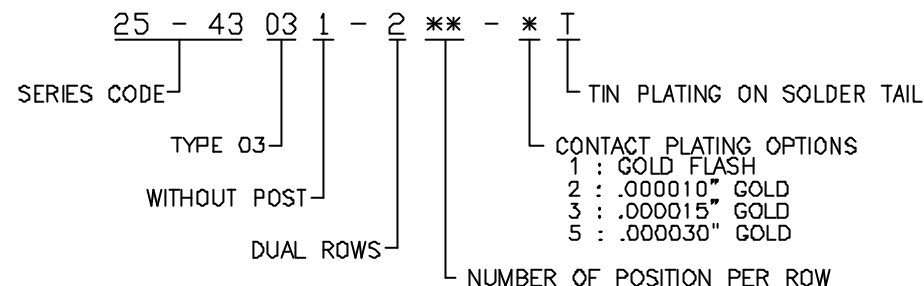 25 - 43 03 1 - 2 ** - * T
SERIES CODE
TIN PLATING ON SOLDER TAIL
TYPE 03
CONTACT PLATING OPTIONS
1 : GOLD FLASH
2 : .000010" GOLD
3 : .000015" GOLD
5 : .000030" GOLD
WITHOUT POST
DUAL ROWS
NUMBER OF POSITION PER ROW